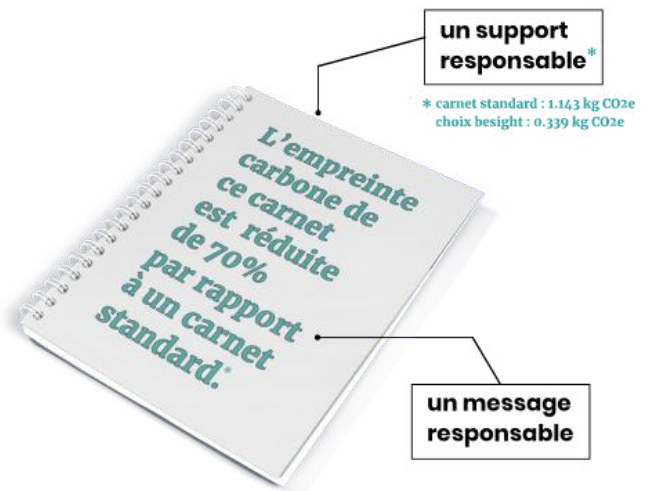 un support
responsable*
* carnet standard : 1.143 kg CO2e
choix besight : 0.339 kg CO2e
L'empreinte
carbone de
ce carnet
est réduite
de 70%
par rapport
à un carnet
standard.*
un message
responsable